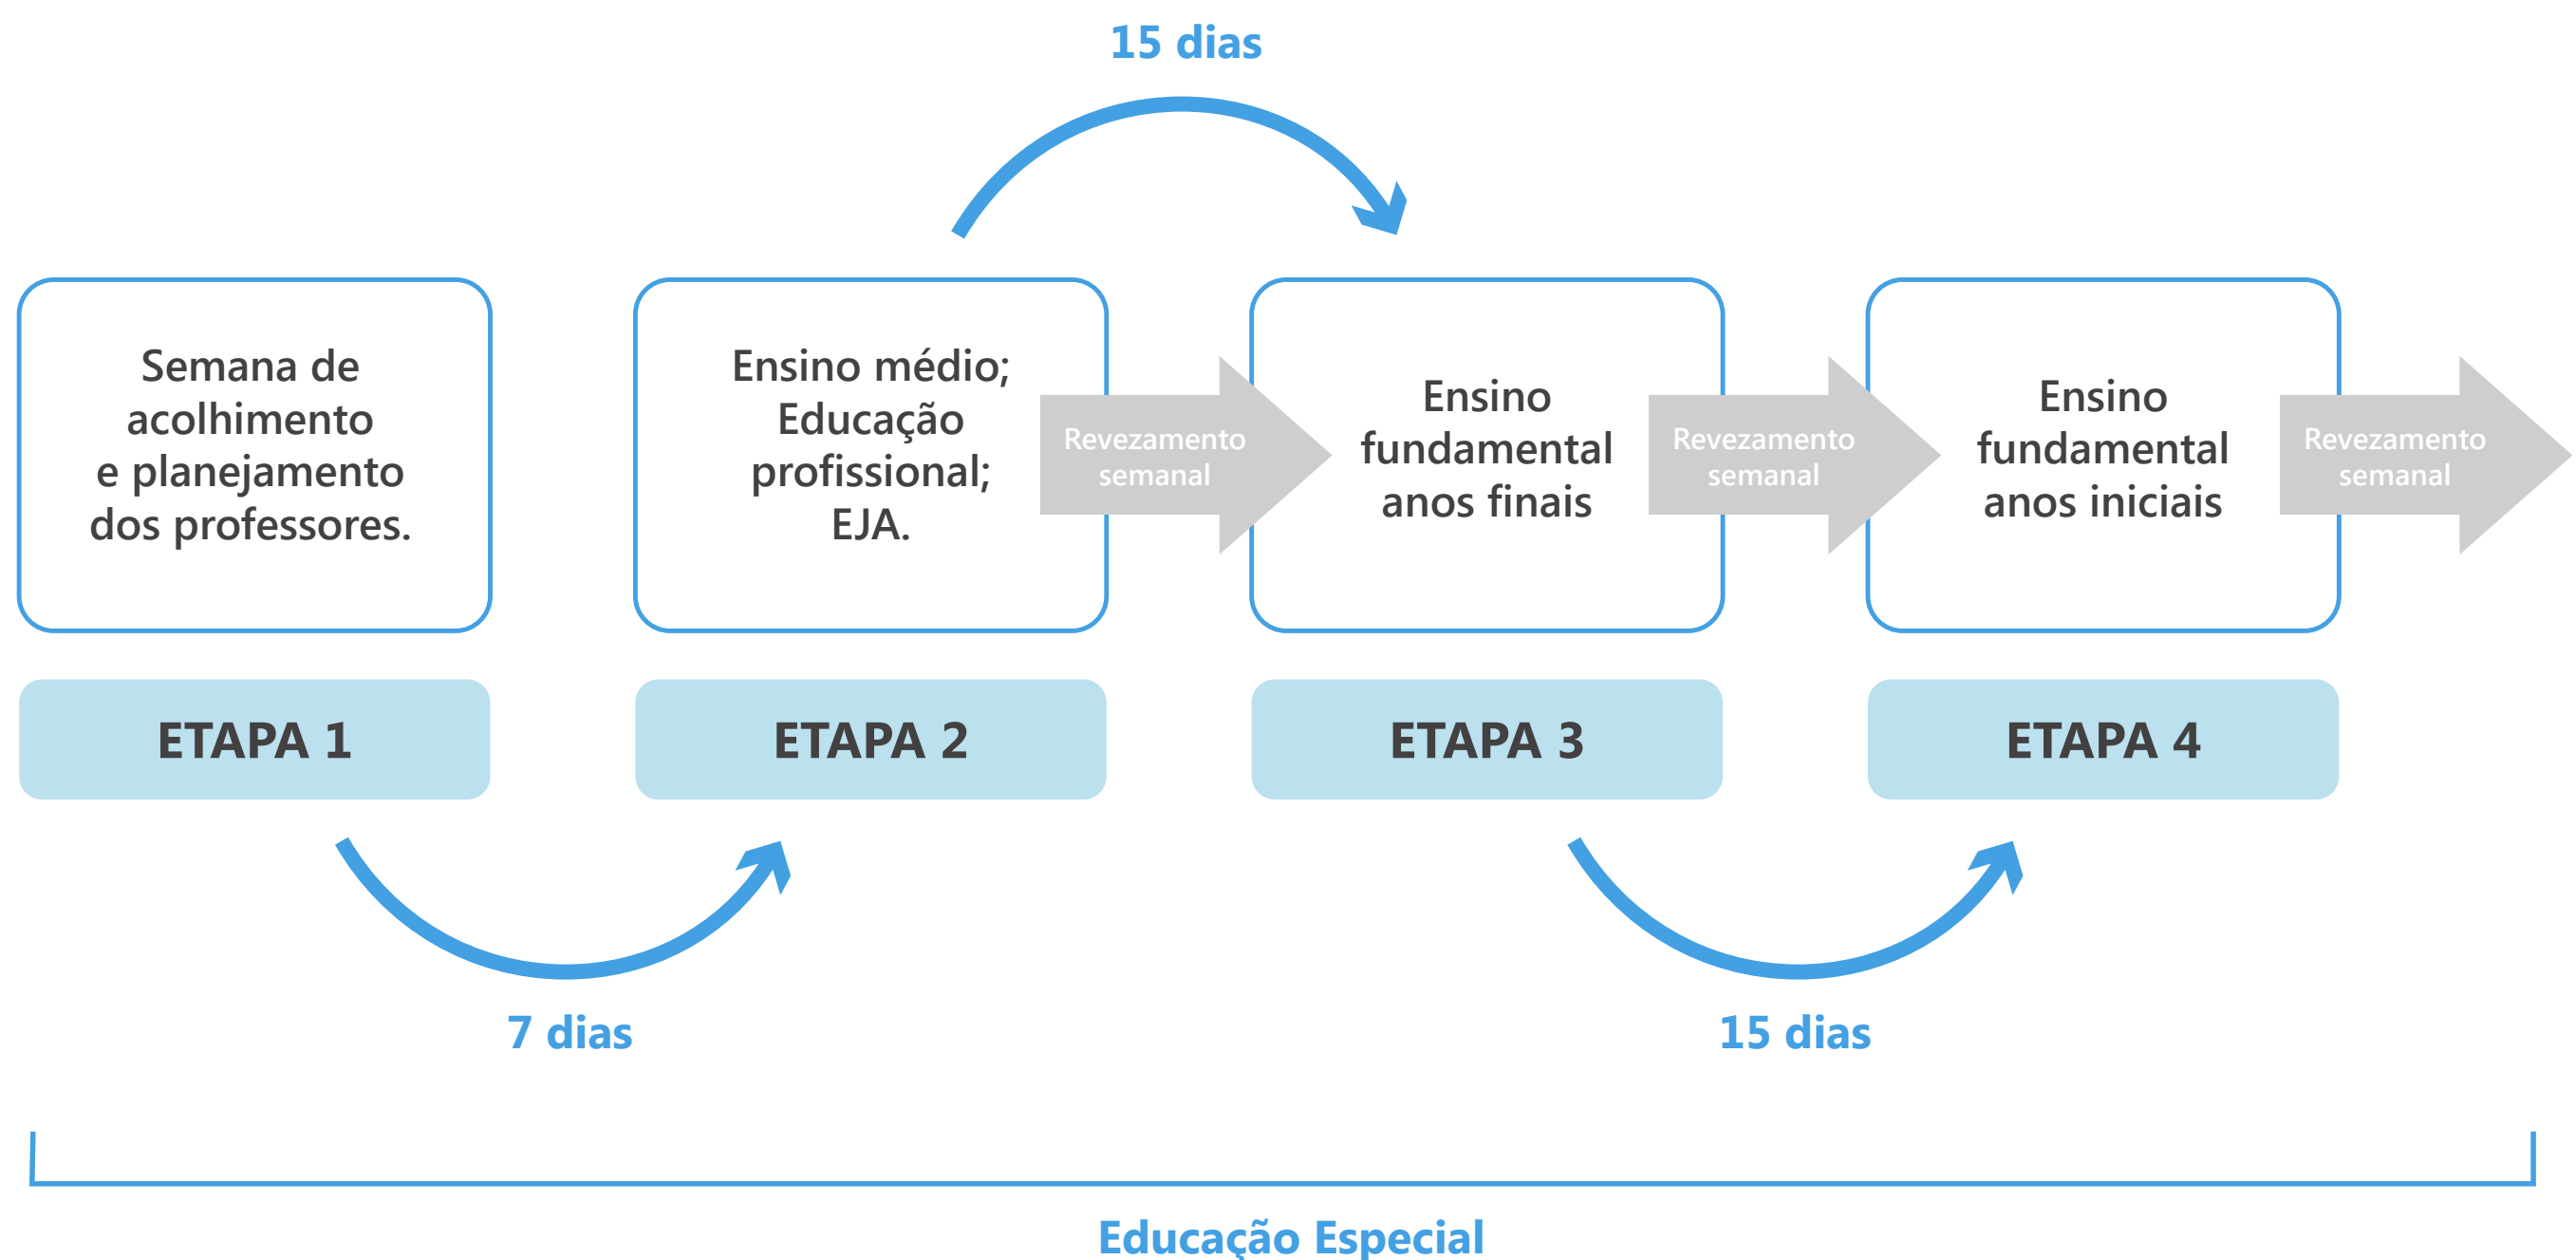 15 dias
Semana de
acolhimento
e planejamento
dos professores.
Ensino médio;
Educação
profissional;
EJA.
Revezamento
semanal
Ensino
fundamental
anos finais
Revezamento
semanal
Ensino
fundamental
anos iniciais
Revezamento
semanal
ETAPA 1
ETAPA 2
ETAPA 3
ETAPA 4
7 dias
15 dias
Educação Especial